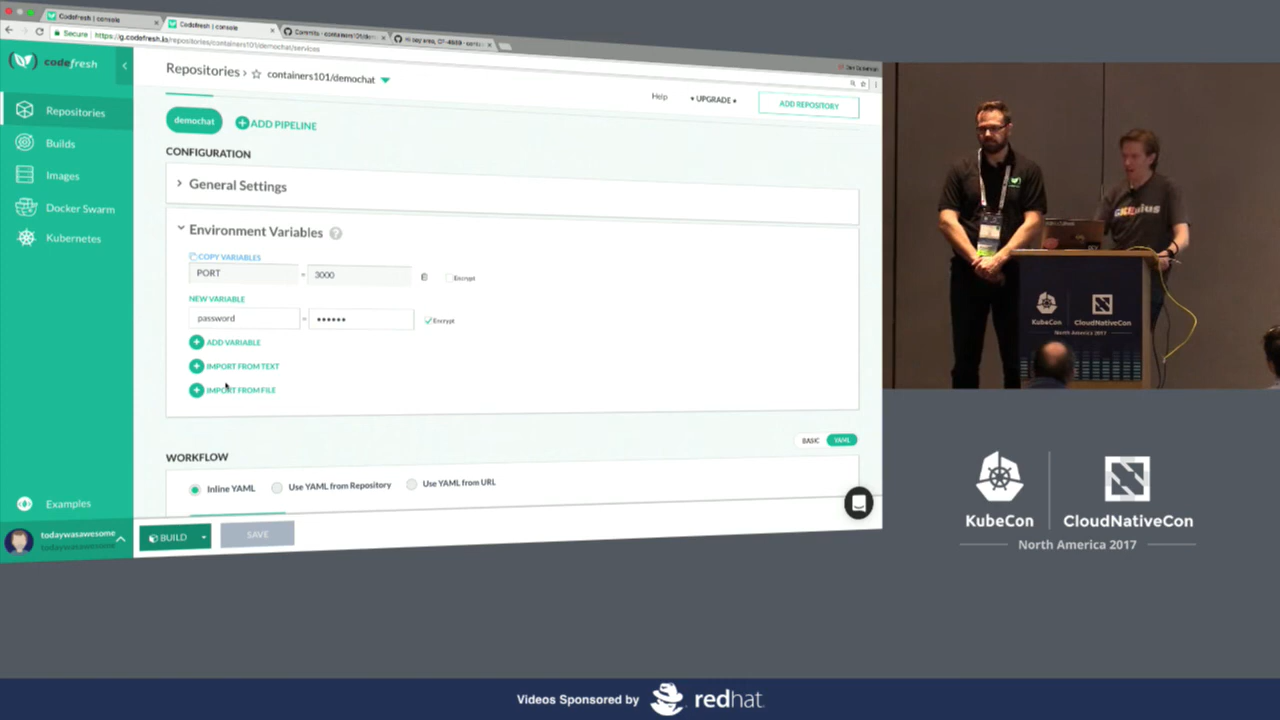 Codefresh | console
Codefresh | console
Secure
https://g.codefresh.io/repositories/containers101/demochat/services
codefresh
Repositories
Builds
Images
Docker Swarm
Kubernetes
Examples
todaywasawesome
todaywasawesome
Repositories › containers101/demochat
Help
UPGRADE
ADD REPOSITORY
demochat
ADD PIPELINE
CONFIGURATION
General Settings
Environment Variables ?
COPY VARIABLES
PORT = 3000 Encrypt
NEW VARIABLE
password = •••••• Encrypt
ADD VARIABLE
IMPORT FROM TEXT
IMPORT FROM FILE
BASIC YAML
WORKFLOW
Inline YAML Use YAML from Repository Use YAML from URL
BUILD SAVE
KubeCon CloudNativeCon
North America 2017
KubeCon CloudNativeCon
North America 2017
Videos Sponsored by redhat